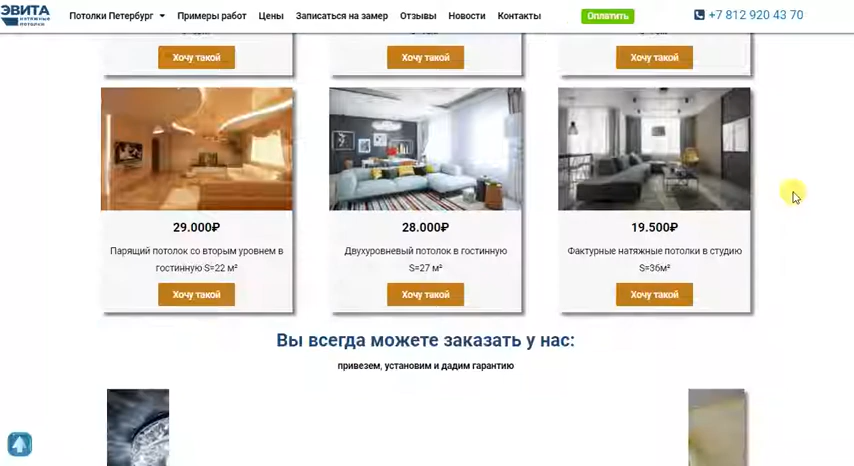 ЭВИТА
натяжные
потолки
Потолки Петербург
Примеры работ
Цены
Записаться на замер
Отзывы
Новости
Контакты
Оплатить
+7 812 920 43 70
Хочу такой
Хочу такой
Хочу такой
29.000₽
Парящий потолок со вторым уровнем в
гостинную S=22 м²
Хочу такой
28.000₽
Двухуровневый потолок в гостинную
S=27 м²
Хочу такой
19.500₽
Фактурные натяжные потолки в студию
S=36м²
Хочу такой
Вы всегда можете заказать у нас:
привезем, установим и дадим гарантию